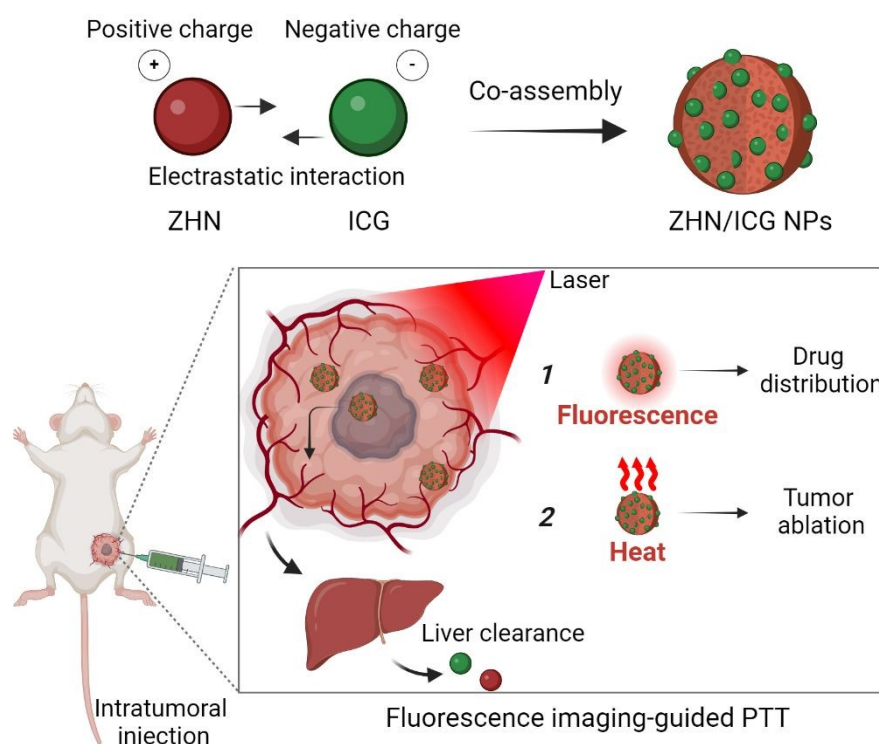 Positive charge
Negative charge
+
-
Co-assembly
Electrastatic interaction
ZHN
ICG
ZHN/ICG NPs
Laser
1
Fluorescence
Drug
distribution
2
Heat
Tumor
ablation
Liver clearance
Intratumoral
injection
Fluorescence imaging-guided PTT